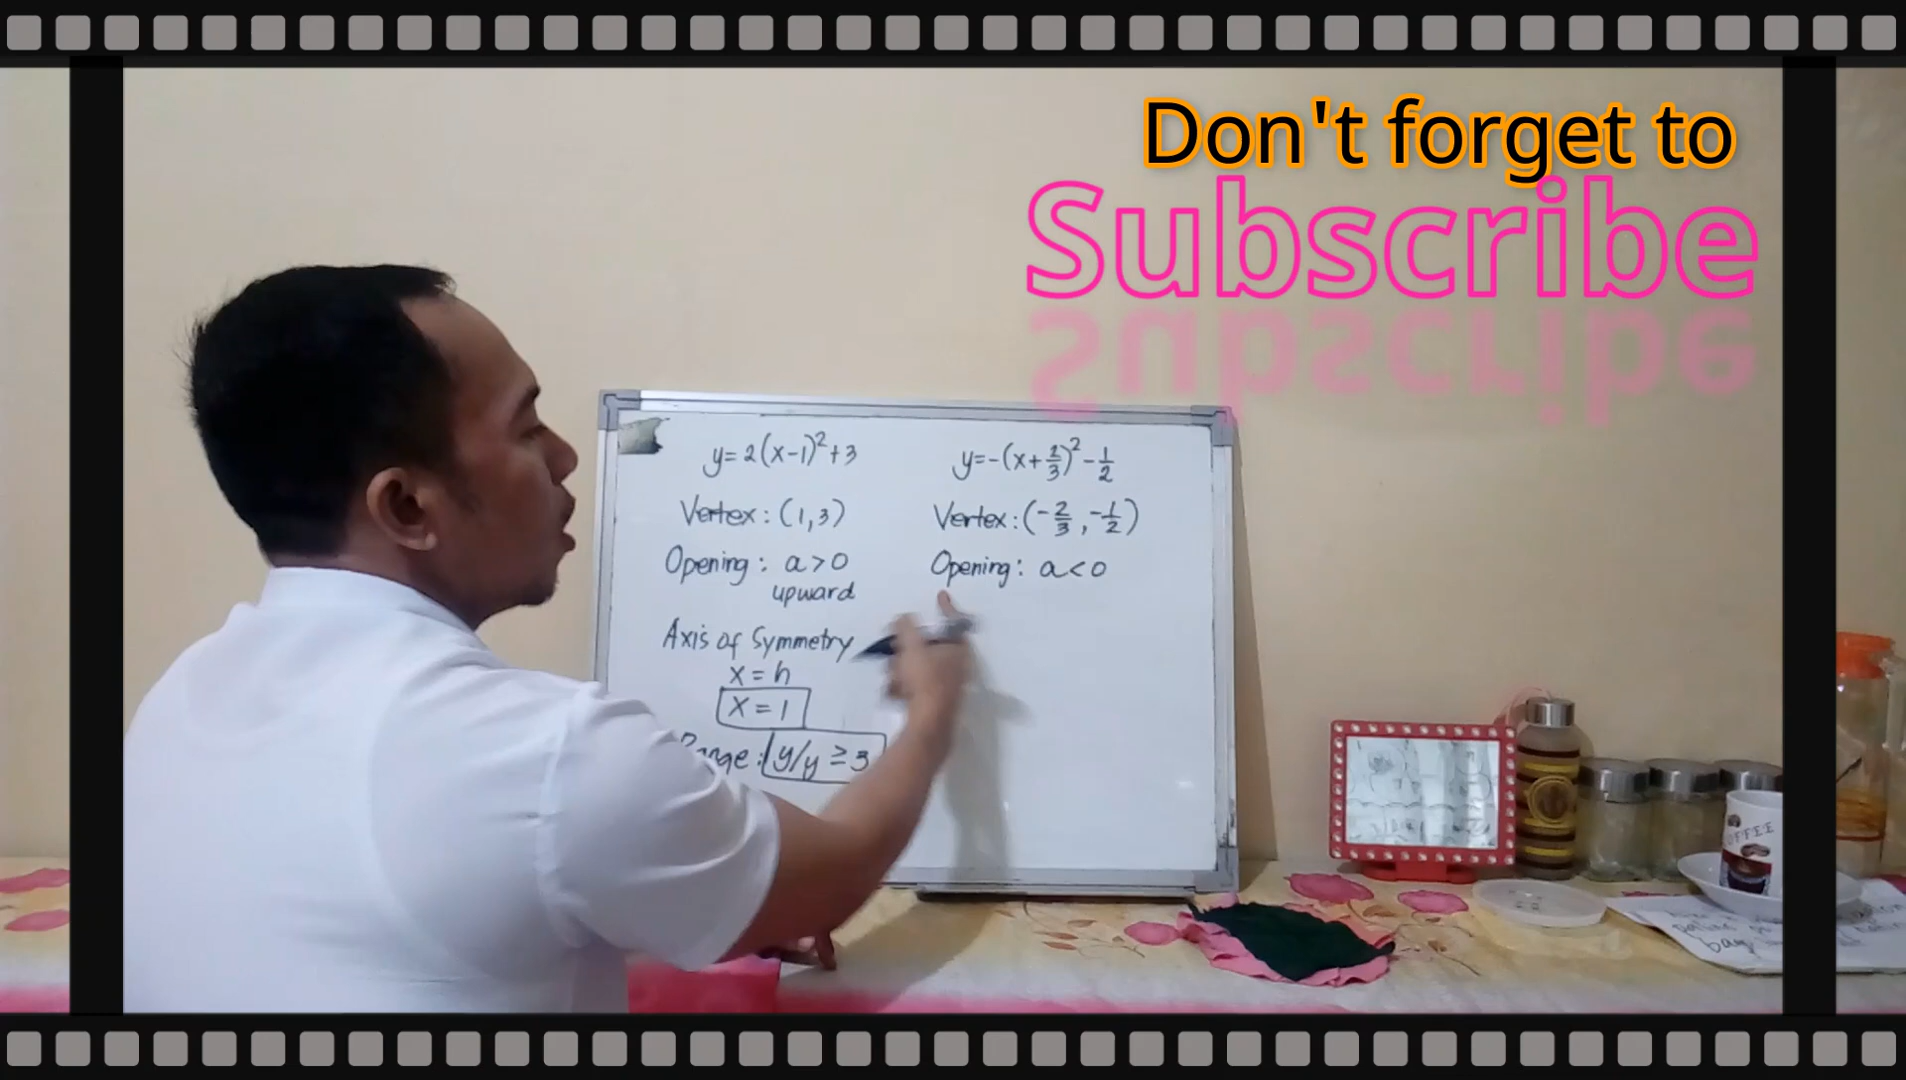 Don't forget to
Subscribe
y=2(x-1)²+3
Vertex: (1,3)
Opening: a>0
upward
Axis of Symmetry
x=h
x=1
Range: y/y≥3
y=-(x+2/3)²-1/2
Vertex:(-2/3,-1/2)
Opening: a<0
COFFEE